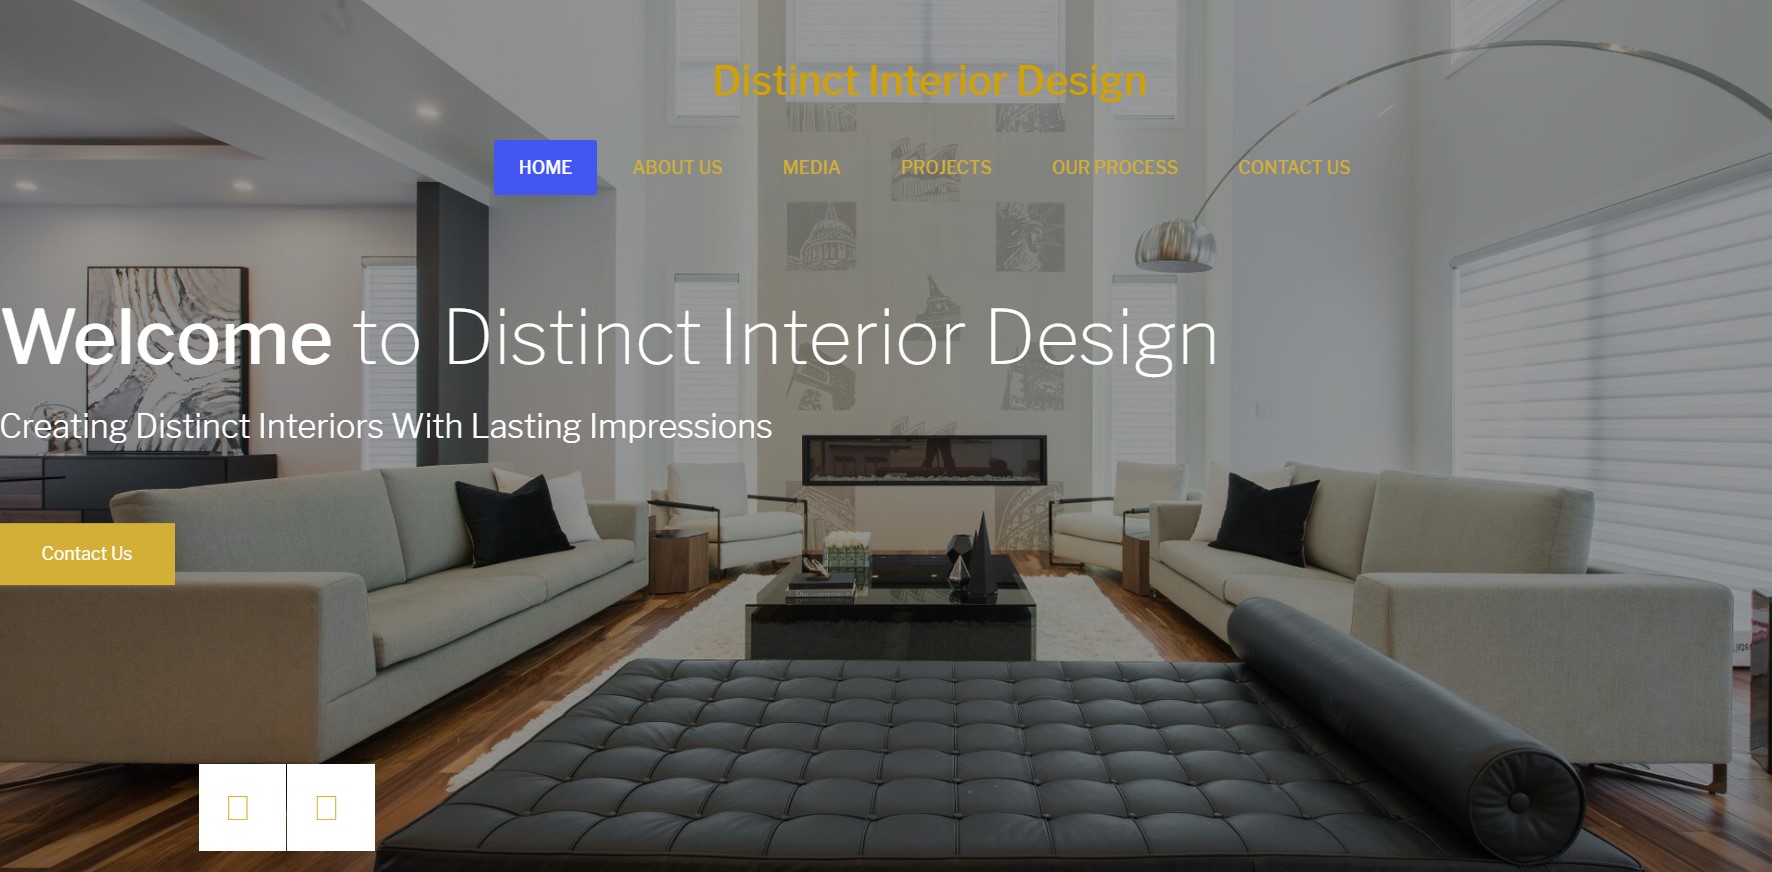 Distinct Interior Design
HOME ABOUT US MEDIA PROJECTS OUR PROCESS CONTACT US
Welcome to Distinct Interior Design
Creating Distinct Interiors With Lasting Impressions
Contact Us